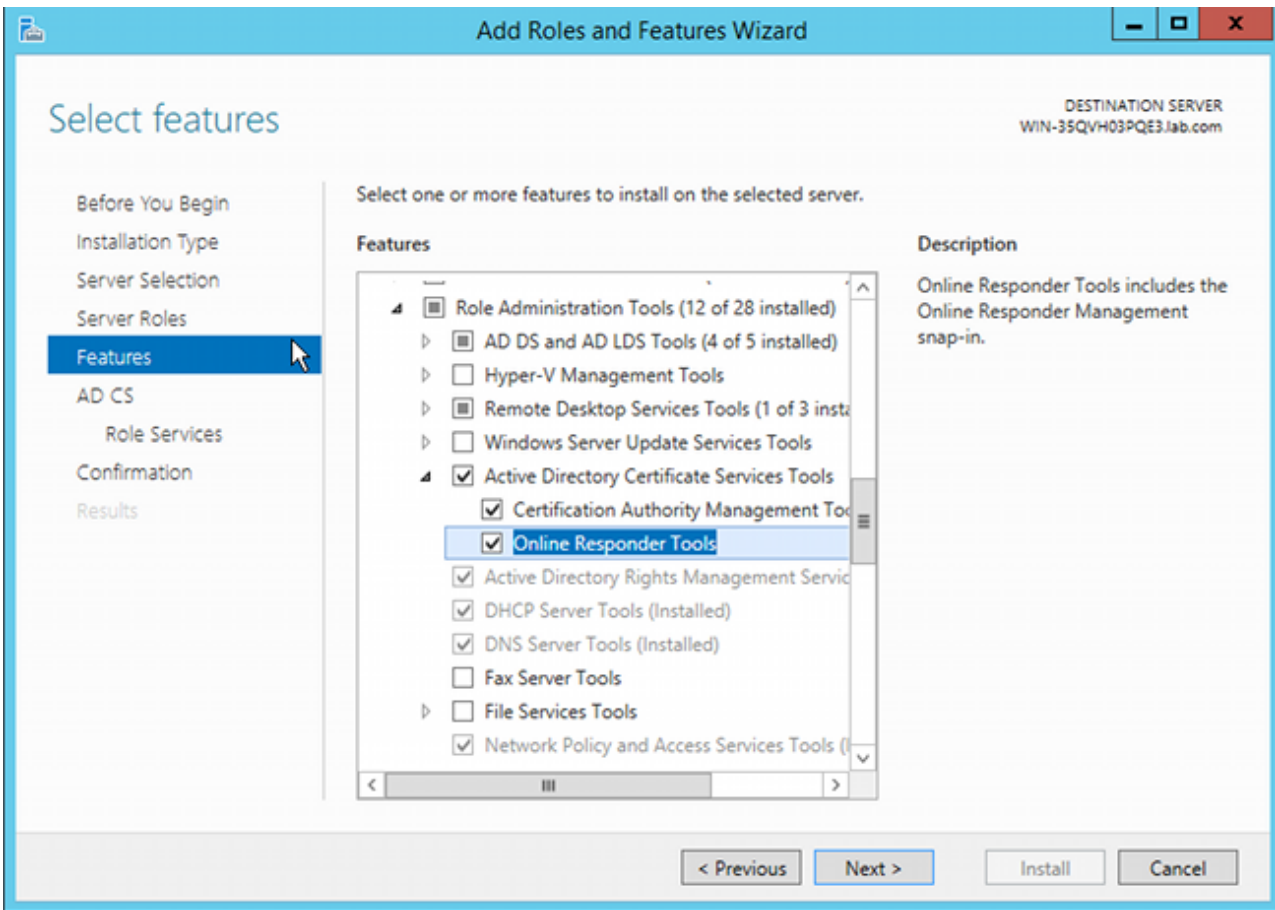 Add Roles and Features Wizard
Select features
DESTINATION SERVER
WIN-35QVH03PQE3.lab.com
Before You Begin
Installation Type
Server Selection
Server Roles
Features
AD CS
Role Services
Confirmation
Results
Select one or more features to install on the selected server.
Features
Role Administration Tools (12 of 28 installed)
AD DS and AD LDS Tools (4 of 5 installed)
Hyper-V Management Tools
Remote Desktop Services Tools (1 of 3 insta
Windows Server Update Services Tools
Active Directory Certificate Services Tools
Certification Authority Management Too
Online Responder Tools
Active Directory Rights Management Servic
DHCP Server Tools (Installed)
DNS Server Tools (Installed)
Fax Server Tools
File Services Tools
Network Policy and Access Services Tools (I
Description
Online Responder Tools includes the
Online Responder Management
snap-in.
< Previous
Next >
Install
Cancel